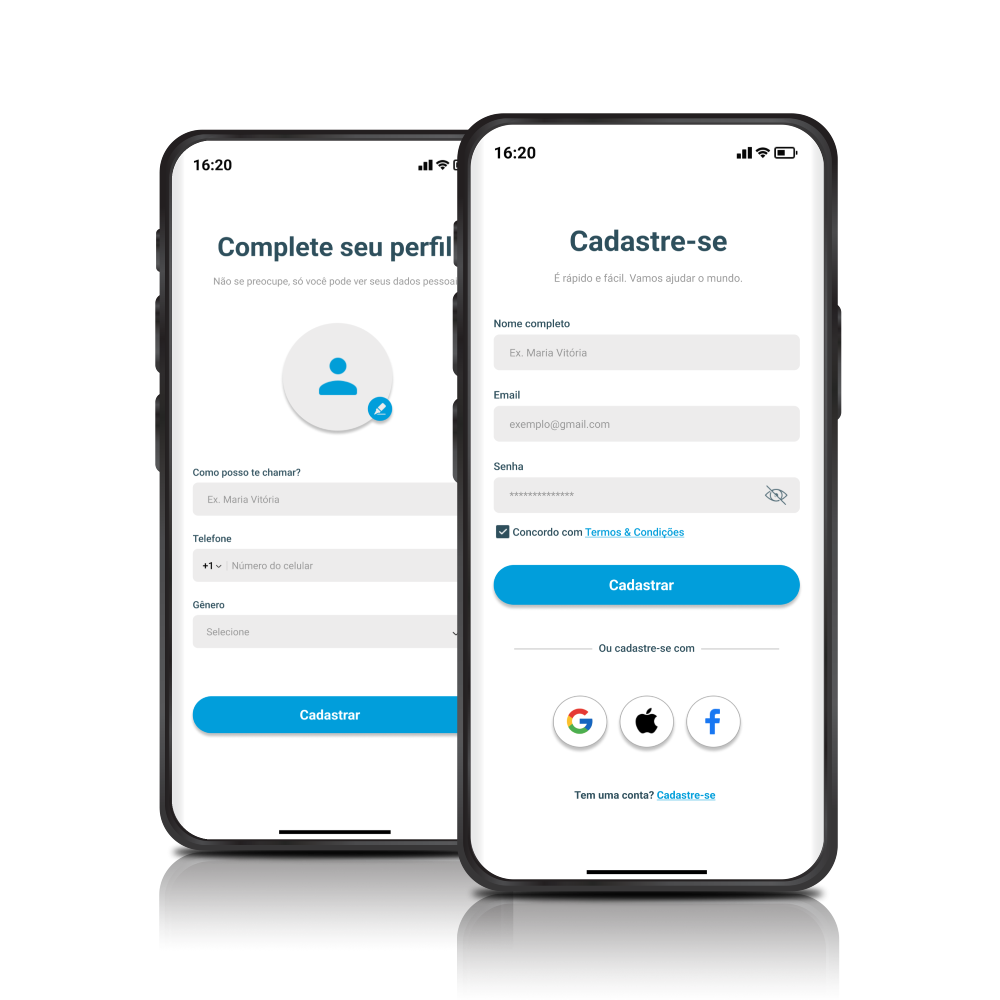 16:20
Complete seu perfil
Não se preocupe, só você pode ver seus dados
Como posso te chamar?
Ex. Maria Vitória
Telefone
+1
Número do celular
Gênero
Selecione
Cadastrar
16:20
Cadastre-se
É rápido e fácil. Vamos ajudar o mundo.
Nome completo
Ex. Maria Vitória
Email
exemplo@gmail.com
Senha
**************
Concordo com Termos & Condições
Cadastrar
Ou cadastre-se com
Tem uma conta? Cadastre-se